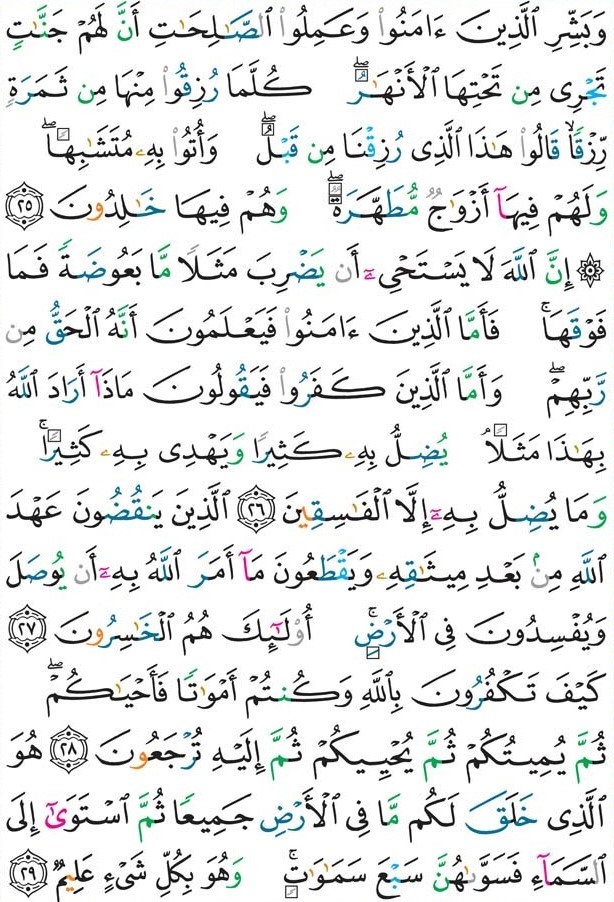 وَبَشِّرِ ٱلَّذِينَ ءَامَنُوا۟ وَعَمِلُوا۟ ٱلصَّـٰلِحَـٰتِ أَنَّ لَهُمْ جَنَّـٰتٍ
تَجْرِى مِن تَحْتِهَا ٱلْأَنْهَـٰرُ ۖ كُلَّمَا رُزِقُوا۟ مِنْهَا مِن ثَمَرَةٍ
رِّزْقًا ۙ قَالُوا۟ هَـٰذَا ٱلَّذِى رُزِقْنَا مِن قَبْلُ ۖ وَأُتُوا۟ بِهِۦ مُتَشَـٰبِهًا ۖ
وَلَهُمْ فِيهَآ أَزْوَٰجٌ مُّطَهَّرَةٌ ۖ وَهُمْ فِيهَا خَـٰلِدُونَ ٢٥
۞ إِنَّ ٱللَّهَ لَا يَسْتَحْىِۦٓ أَن يَضْرِبَ مَثَلًا مَّا بَعُوضَةً فَمَا
فَوْقَهَا ۚ فَأَمَّا ٱلَّذِينَ ءَامَنُوا۟ فَيَعْلَمُونَ أَنَّهُ ٱلْحَقُّ مِن
رَّبِّهِمْ ۖ وَأَمَّا ٱلَّذِينَ كَفَرُوا۟ فَيَقُولُونَ مَاذَآ أَرَادَ ٱللَّهُ
بِهَـٰذَا مَثَلًا ۘ يُضِلُّ بِهِۦ كَثِيرًا وَيَهْدِى بِهِۦ كَثِيرًا ۚ
وَمَا يُضِلُّ بِهِۦٓ إِلَّا ٱلْفَـٰسِقِينَ ٢٦ ٱلَّذِينَ يَنقُضُونَ عَهْدَ
ٱللَّهِ مِنۢ بَعْدِ مِيثَـٰقِهِۦ وَيَقْطَعُونَ مَآ أَمَرَ ٱللَّهُ بِهِۦٓ أَن يُوصَلَ
وَيُفْسِدُونَ فِى ٱلْأَرْضِ ۚ أُو۟لَـٰٓئِكَ هُمُ ٱلْخَـٰسِرُونَ ٢٧
كَيْفَ تَكْفُرُونَ بِٱللَّهِ وَكُنتُمْ أَمْوَٰتًا فَأَحْيَـٰكُمْ ۖ
ثُمَّ يُمِيتُكُمْ ثُمَّ يُحْيِيكُمْ ثُمَّ إِلَيْهِ تُرْجَعُونَ ٢٨ هُوَ
ٱلَّذِى خَلَقَ لَكُم مَّا فِى ٱلْأَرْضِ جَمِيعًا ثُمَّ ٱسْتَوَىٰٓ إِلَى
ٱلسَّمَآءِ فَسَوَّىٰهُنَّ سَبْعَ سَمَـٰوَٰتٍ ۚ وَهُوَ بِكُلِّ شَىْءٍ عَلِيمٌ ٢٩